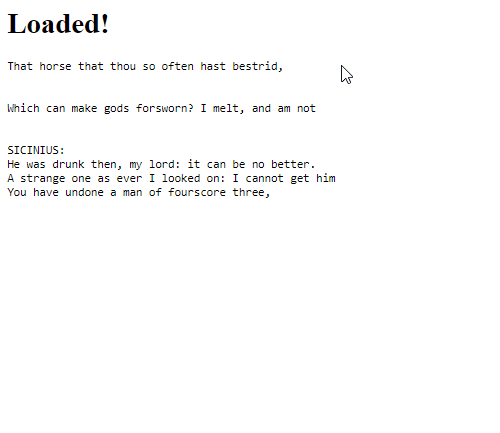 Loaded!
That horse that thou so often hast bestrid,
Which can make gods forsworn? I melt, and am not
SICINIUS:
He was drunk then, my lord: it can be no better.
A strange one as ever I looked on: I cannot get him
You have undone a man of fourscore three,